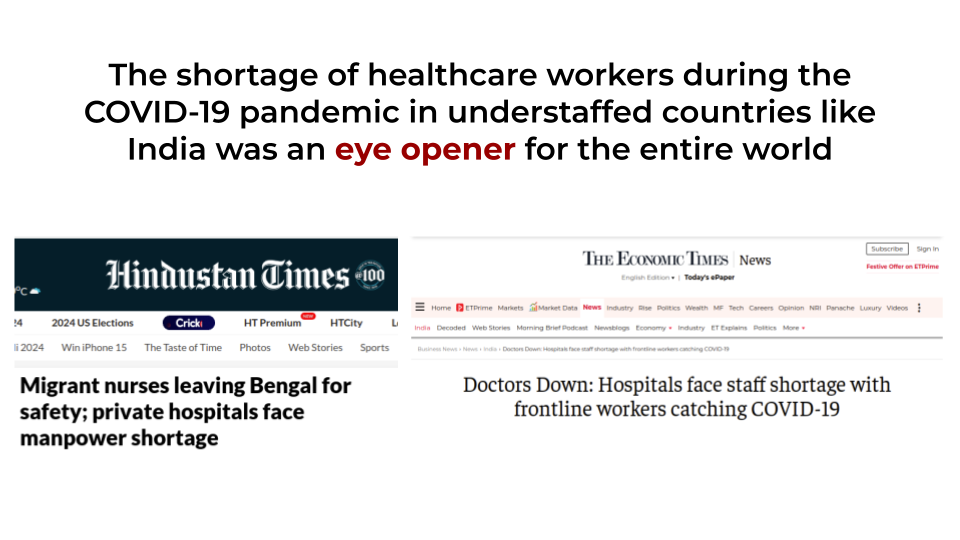 The shortage of healthcare workers during the
COVID-19 pandemic in understaffed countries like
India was an eye opener for the entire world
Hindustan Times 100
°C
24 2024 US Elections Crick HT Premium NEW HTCity L
li 2024 Win iPhone 15 The Taste of Time Photos Web Stories Sports
Migrant nurses leaving Bengal for
safety; private hospitals face
manpower shortage
THE ECONOMIC TIMES | News
Subscribe Sign In
English Edition ▾ | Today's ePaper
Festive Offer on ETPrime
Home ETPrime Markets Market Data News Industry Rise Politics Wealth MF Tech Careers Opinion NRI Panache Luxury Videos
India Decoded Web Stories Morning Brief Podcast Newsblogs Economy ▾ Industry ET Explains Politics More ▾
Business News › News › India › Doctors Down: Hospitals face staff shortage with frontline workers catching COVID-19
Doctors Down: Hospitals face staff shortage with
frontline workers catching COVID-19